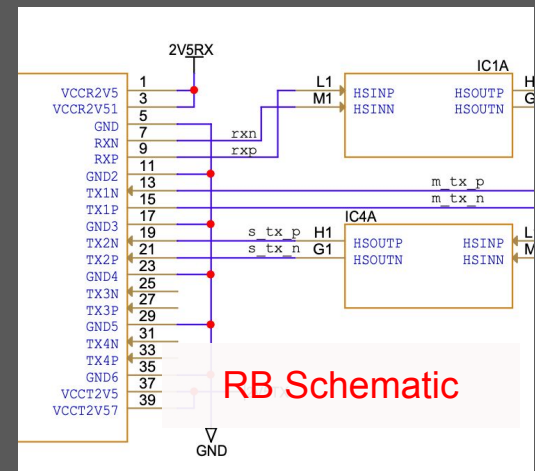 2V5RX
IC1A
1
VCCR2V5
3
VCCR2V51
5
GND
7
RXN
rxn
9
RXP
rxp
L1
HSINP
HSOUTP
H
M1
HSINN
HSOUTN
G
11
GND2
13
TX1N
m_tx_p
15
TX1P
m_tx_n
17
GND3
IC4A
19
TX2N
s_tx_p
H1
HSOUTP
HSINP
L
21
TX2P
s_tx_n
G1
HSOUTN
HSINN
M
23
GND4
25
TX3N
27
TX3P
29
GND5
31
TX4N
33
TX4P
35
GND6
37
VCCT2V5
39
VCCT2V57
RB Schematic
GND